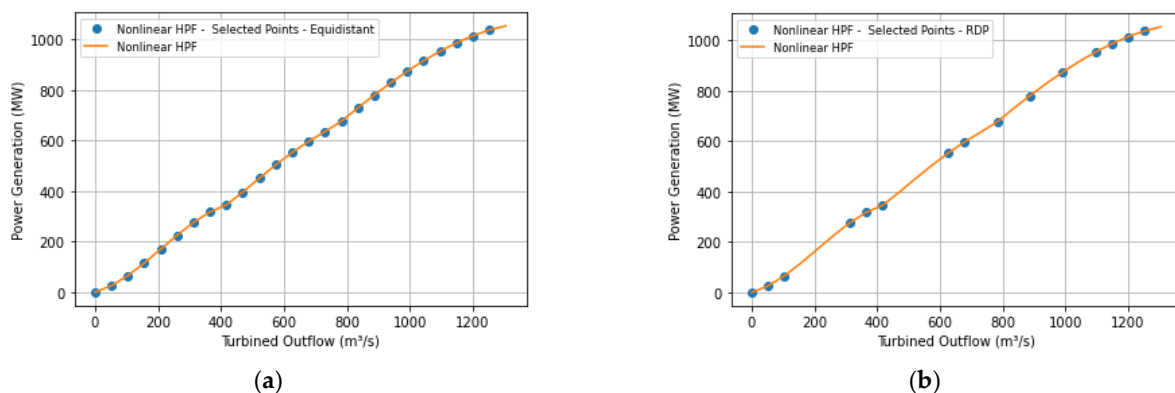 Nonlinear HPF -  Selected Points - Equidistant
Nonlinear HPF
Power Generation (MW)
1000
800
600
400
200
0
0 200 400 600 800 1000 1200
Turbined Outflow (m³/s)
(a)
Nonlinear HPF -  Selected Points - RDP
Nonlinear HPF
Power Generation (MW)
1000
800
600
400
200
0
0 200 400 600 800 1000 1200
Turbined Outflow (m³/s)
(b)